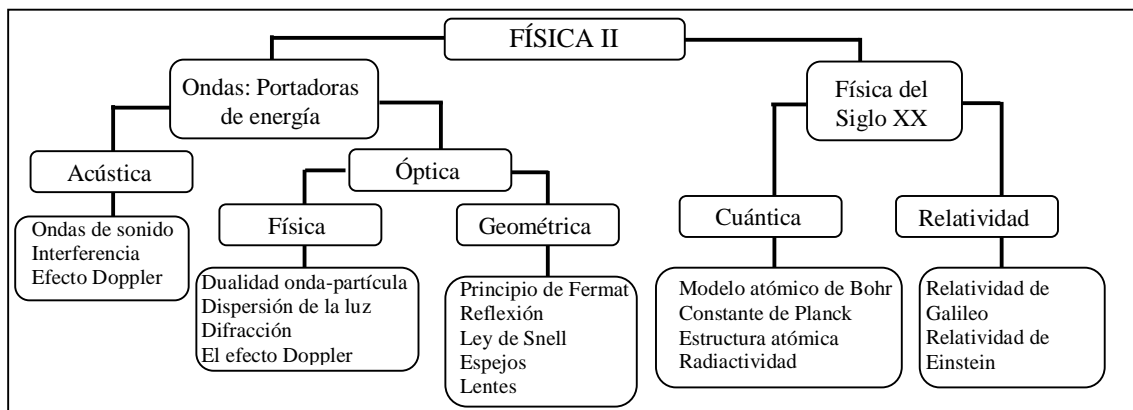 FÍSICA II
Ondas: Portadoras
de energía
Física del
Siglo XX
Acústica
Óptica
Ondas de sonido
Interferencia
Efecto Doppler
Física
Geométrica
Cuántica
Relatividad
Dualidad onda-partícula
Dispersión de la luz
Difracción
El efecto Doppler
Principio de Fermat
Reflexión
Ley de Snell
Espejos
Lentes
Modelo atómico de Bohr
Constante de Planck
Estructura atómica
Radiactividad
Relatividad de
Galileo
Relatividad de
Einstein